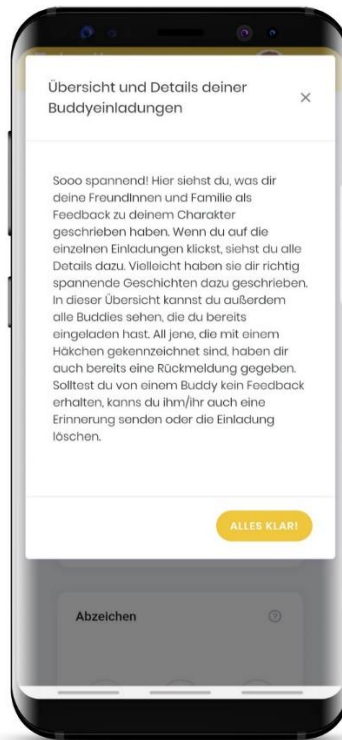 Übersicht und Details deiner
Buddyeinladungen
×
Sooo spannend! Hier siehst du, was dir
deine FreundInnen und Familie als
Feedback zu deinem Charakter
geschrieben haben. Wenn du auf die
einzelnen Einladungen klickst, siehst du alle
Details dazu. Vielleicht haben sie dir richtig
spannende Geschichten dazu geschrieben.
In dieser Übersicht kannst du außerdem
alle Buddies sehen, die du bereits
eingeladen hast. All jene, die mit einem
Häkchen gekennzeichnet sind, haben dir
auch bereits eine Rückmeldung gegeben.
Solltest du von einem Buddy kein Feedback
erhalten, kanns du ihm/ihr auch eine
Erinnerung senden oder die Einladung
löschen.
ALLES KLAR!
Abzeichen
?